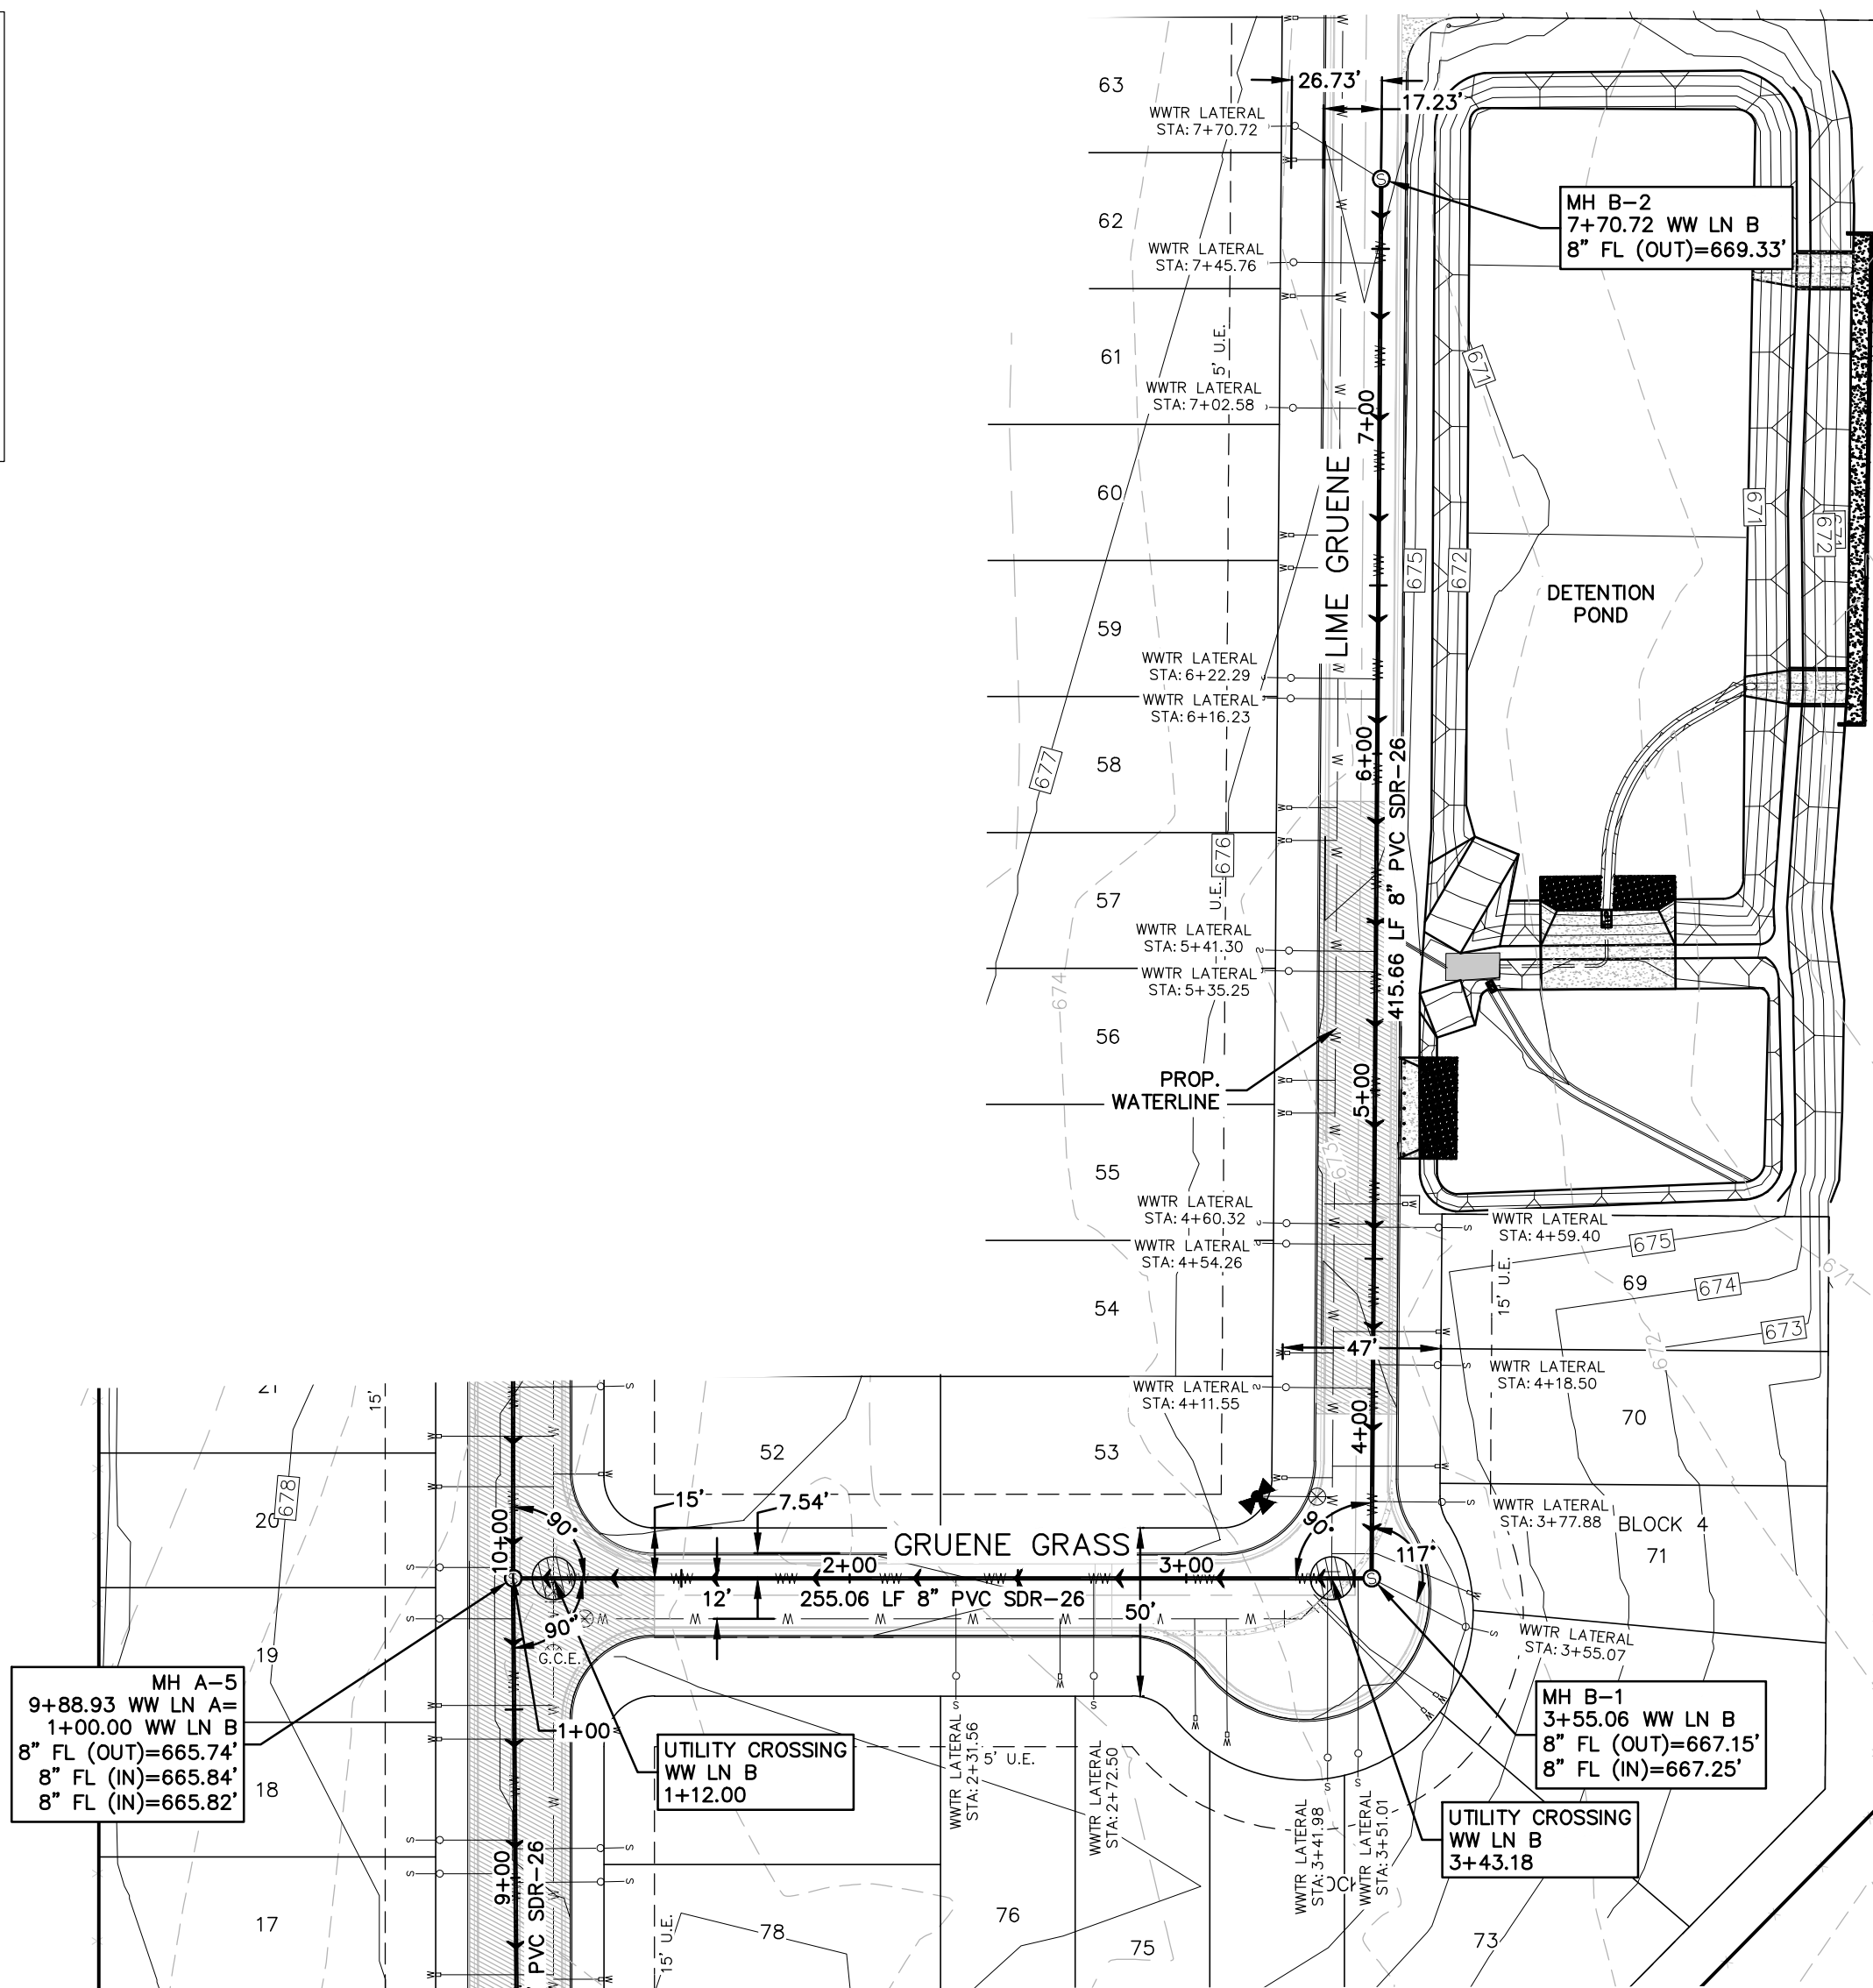 63
26.73'
17.23'
WWTR LATERAL
STA: 7+70.72
MH B-2
7+70.72 WW LN B
8" FL (OUT)=669.33'
62
WWTR LATERAL
STA: 7+45.76
61
5' U.E.
WWTR LATERAL
STA: 7+02.58
7+00
671
60
LIME GRUENE
675
672
671
672
671
DETENTION
POND
59
WWTR LATERAL
STA: 6+22.29
WWTR LATERAL
STA: 6+16.23
6+00
58
677
415.66 LF 8" PVC SDR-26
676
U.E.
57
WWTR LATERAL
STA: 5+41.30
WWTR LATERAL
STA: 5+35.25
674
56
5+00
PROP.
WATERLINE
673
55
WWTR LATERAL
STA: 4+60.32
WWTR LATERAL
STA: 4+54.26
WWTR LATERAL
STA: 4+59.40
675
15' U.E.
69
674
671
54
673
672
47'
WWTR LATERAL
STA: 4+18.50
WWTR LATERAL
STA: 4+11.55
4+00
70
21
15'
52
53
678
20
10+00
90°
15'
7.54'
GRUENE GRASS
90°
117°
WWTR LATERAL
STA: 3+77.88
BLOCK 4
71
2+00
3+00
12'
255.06 LF 8" PVC SDR-26
50'
90°
G.C.E.
19
WWTR LATERAL
STA: 3+55.07
MH A-5
9+88.93 WW LN A=
1+00.00 WW LN B
8" FL (OUT)=665.74'
8" FL (IN)=665.84'
8" FL (IN)=665.82'
1+00
18
UTILITY CROSSING
WW LN B
1+12.00
WWTR LATERAL
STA: 2+31.56
5' U.E.
WWTR LATERAL
STA: 2+72.50
MH B-1
3+55.06 WW LN B
8" FL (OUT)=667.15'
8" FL (IN)=667.25'
WWTR LATERAL
STA: 3+41.98
WWTR LATERAL
STA: 3+51.01
UTILITY CROSSING
WW LN B
3+43.18
9+00
PVC SDR-26
17
15' U.E.
78
76
75
73